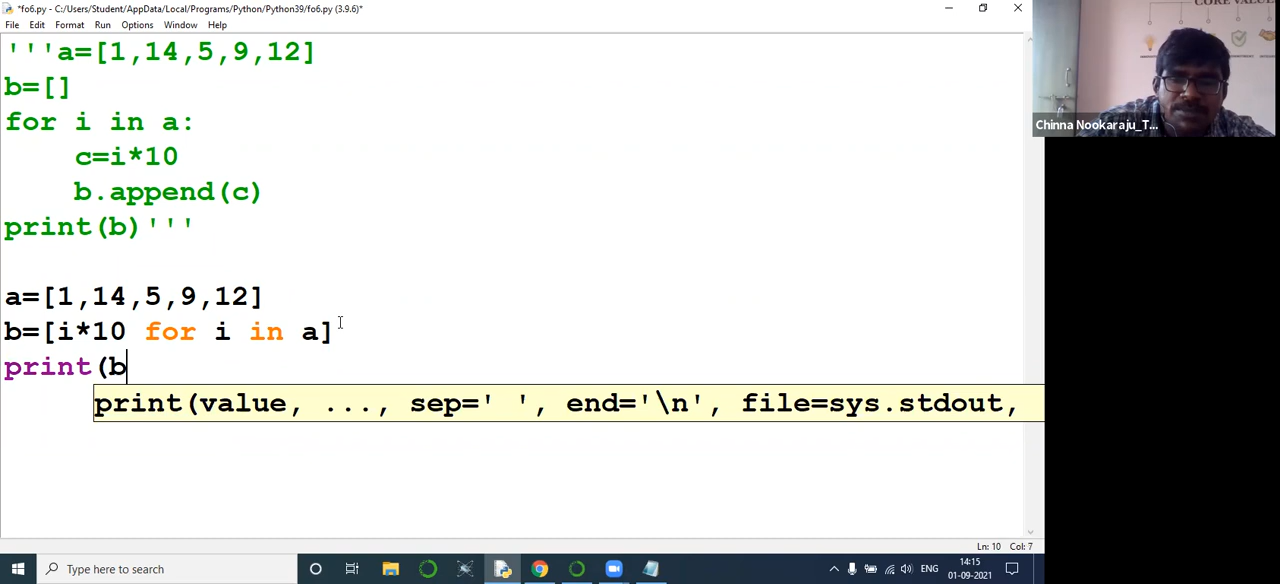 *fo6.py - C:/Users/Student/AppData/Local/Programs/Python/Python39/fo6.py (3.9.6)*
File Edit Format Run Options Window Help
'''a=[1,14,5,9,12]
b=[]
for i in a:
    c=i*10
    b.append(c)
print(b)'''
a=[1,14,5,9,12]
b=[i*10 for i in a]
print(b
print(value, ..., sep=' ', end='\n', file=sys.stdout,
Ln: 10 Col: 7
CORE VALUES
Chinna Nookaraju_T...
Type here to search
ENG
14:15
01-09-2021